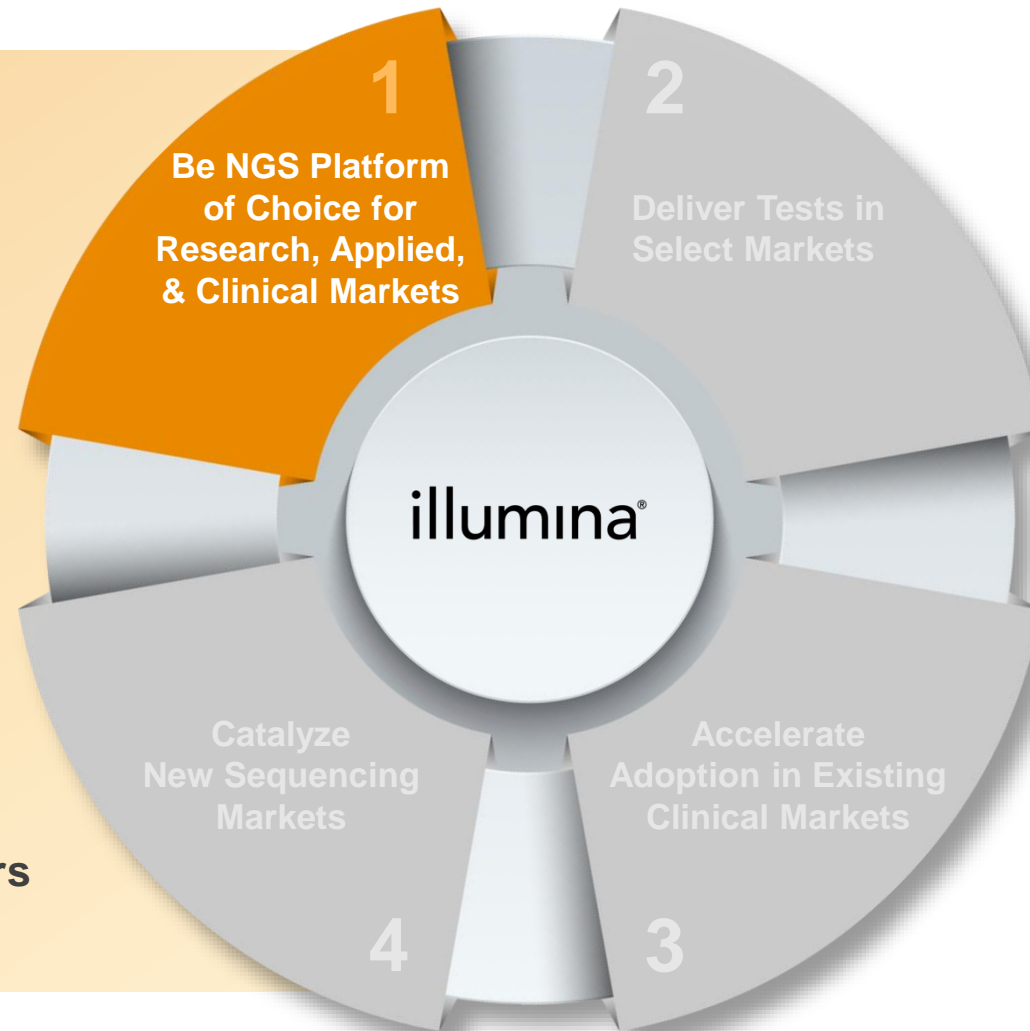 1
Be NGS Platform
of Choice for
Research, Applied,
& Clinical Markets
2
Deliver Tests in
Select Markets
illumina®
Catalyze
New Sequencing
Markets
4
Accelerate
Adoption in Existing
Clinical Markets
3